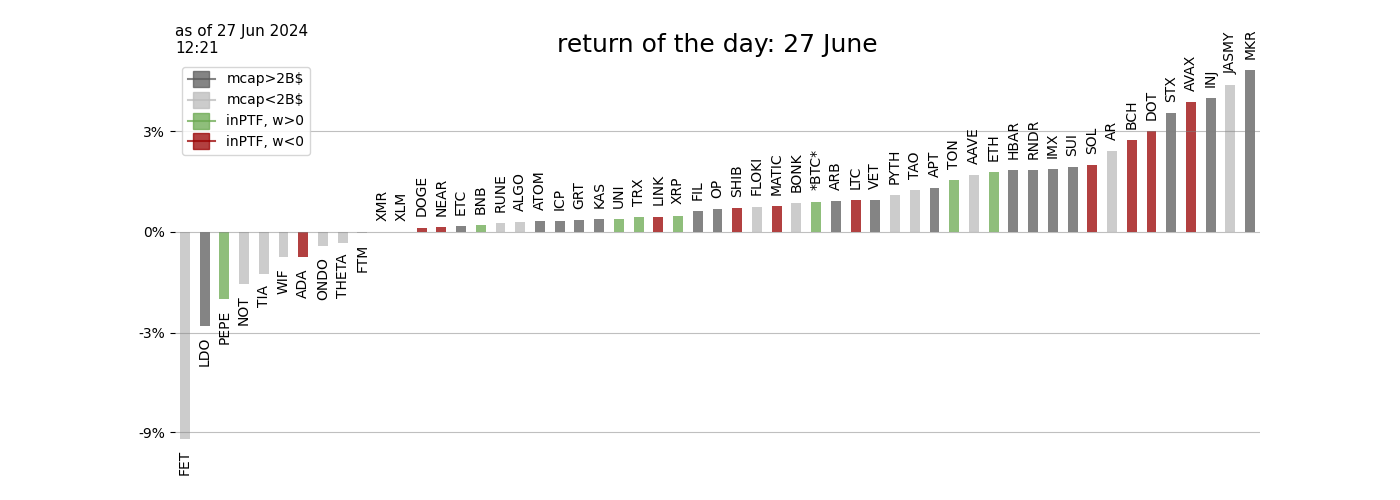 as of 27 Jun 2024
12:21
return of the day: 27 June
mcap>2B$
mcap<2B$
inPTF, w>0
inPTF, w<0
3%
0%
-3%
-9%
FET
LDO
PEPE
NOT
TIA
WIF
ADA
ONDO
THETA
FTM
XMR
XLM
DOGE
NEAR
ETC
BNB
RUNE
ALGO
ATOM
ICP
GRT
KAS
UNI
TRX
LINK
XRP
FIL
OP
SHIB
FLOKI
MATIC
BONK
*BTC*
ARB
LTC
VET
PYTH
TAO
APT
TON
AAVE
ETH
HBAR
RNDR
IMX
SUI
SOL
AR
BCH
DOT
STX
AVAX
INJ
JASMY
MKR